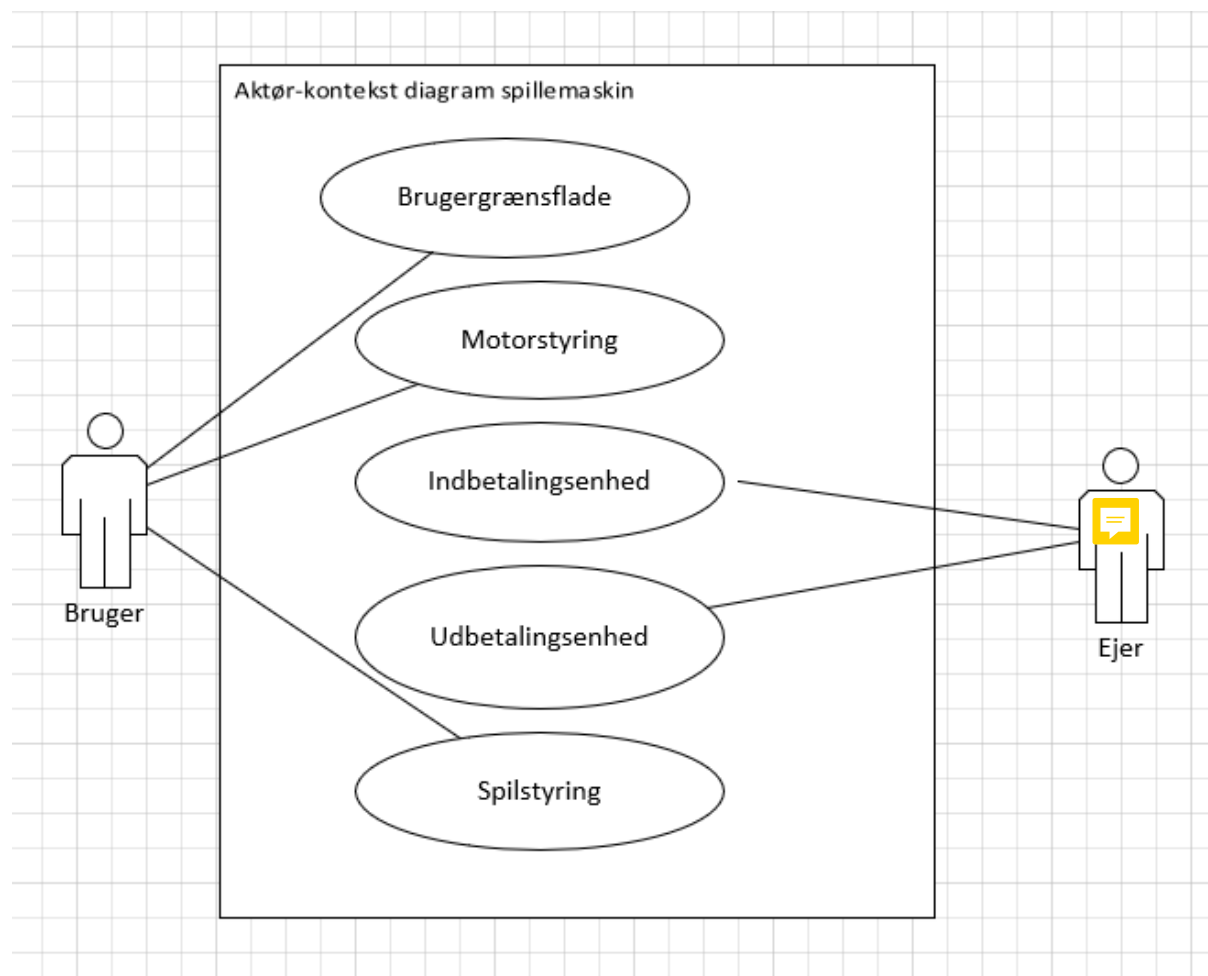 Aktør-kontekst diagram spillemaskin
Brugergrænsflade
Motorstyring
Indbetalingsenhed
Bruger
Udbetalingsenhed
Ejer
Spilstyring